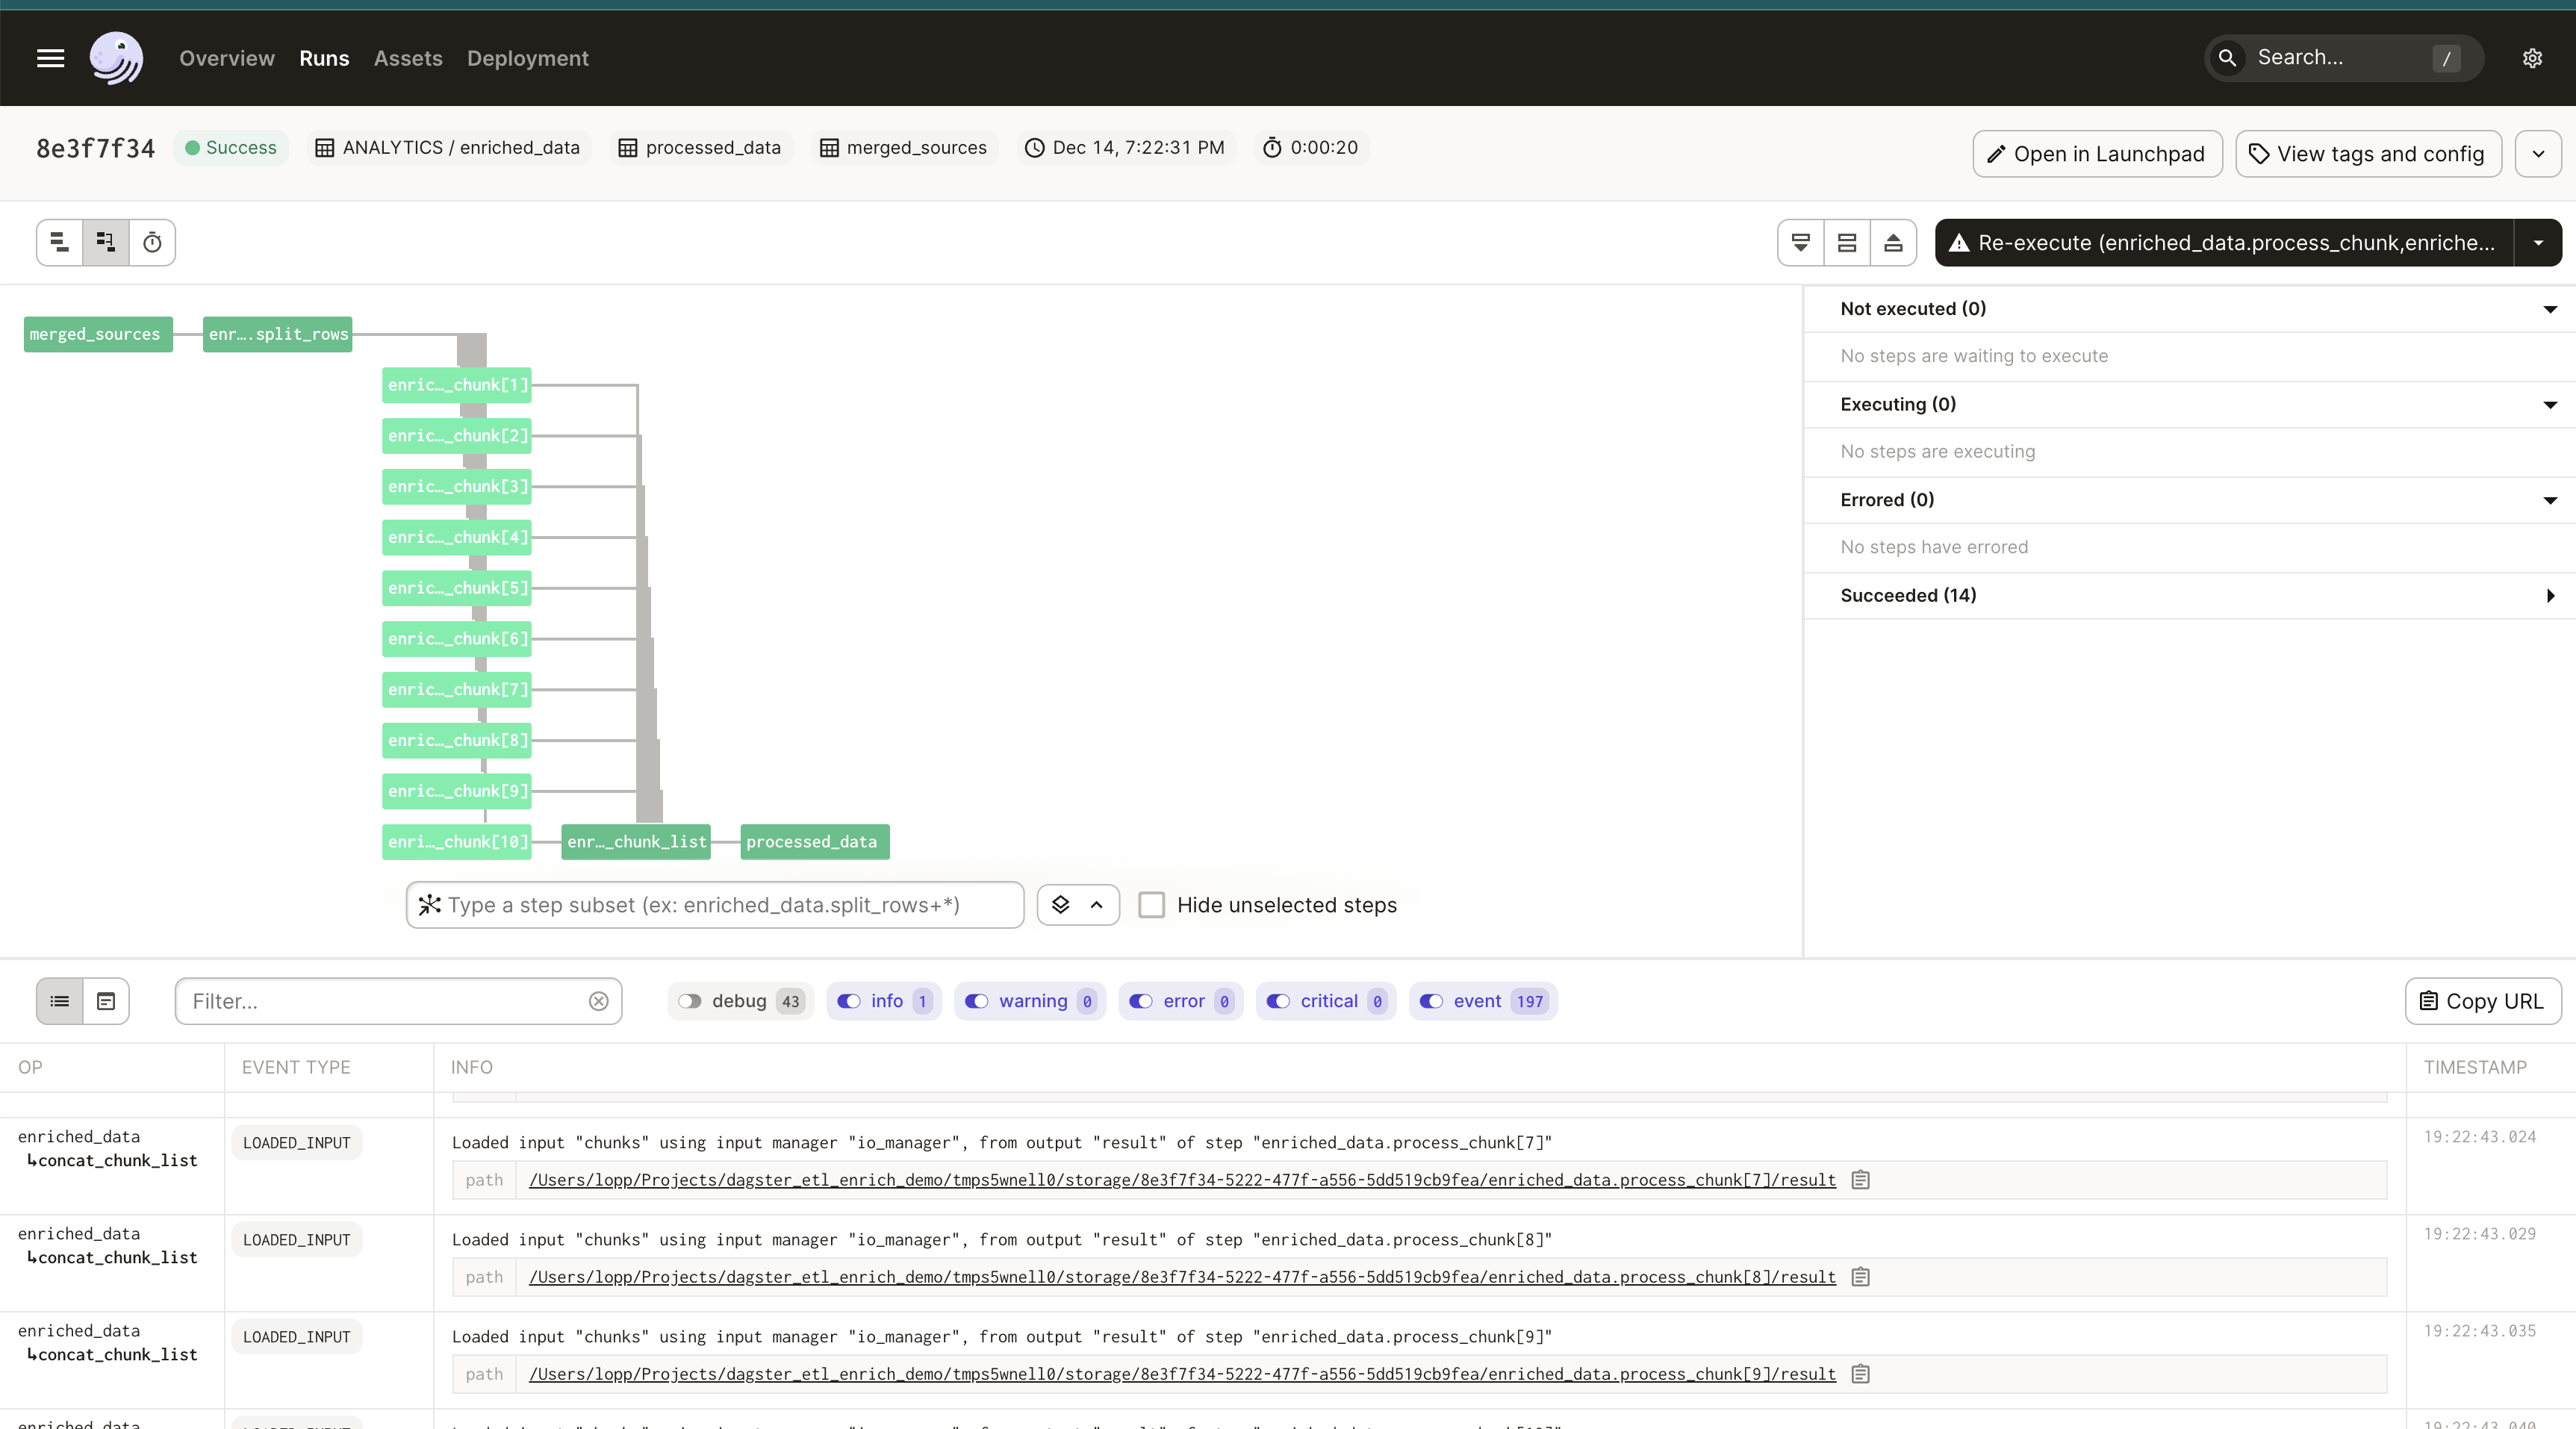 Overview Runs Assets Deployment Search... /
8e3f7f34 Success ANALYTICS / enriched_data processed_data merged_sources Dec 14, 7:22:31 PM 0:00:20 Open in Launchpad View tags and config
Re-execute (enriched_data.process_chunk,enriche...
merged_sources enr….split_rows
enric…_chunk[1]
enric…_chunk[2]
enric…_chunk[3]
enric…_chunk[4]
enric…_chunk[5]
enric…_chunk[6]
enric…_chunk[7]
enric…_chunk[8]
enric…_chunk[9]
enri…_chunk[10] enr…_chunk_list processed_data
Type a step subset (ex: enriched_data.split_rows+*) Hide unselected steps
Not executed (0)
No steps are waiting to execute
Executing (0)
No steps are executing
Errored (0)
No steps have errored
Succeeded (14)
Filter... debug 43 info 1 warning 0 error 0 critical 0 event 197 Copy URL
OP EVENT TYPE INFO TIMESTAMP
enriched_data
↳concat_chunk_list
LOADED_INPUT
Loaded input "chunks" using input manager "io_manager", from output "result" of step "enriched_data.process_chunk[7]"
path /Users/lopp/Projects/dagster_etl_enrich_demo/tmps5wnell0/storage/8e3f7f34-5222-477f-a556-5dd519cb9fea/enriched_data.process_chunk[7]/result
19:22:43.024
enriched_data
↳concat_chunk_list
LOADED_INPUT
Loaded input "chunks" using input manager "io_manager", from output "result" of step "enriched_data.process_chunk[8]"
path /Users/lopp/Projects/dagster_etl_enrich_demo/tmps5wnell0/storage/8e3f7f34-5222-477f-a556-5dd519cb9fea/enriched_data.process_chunk[8]/result
19:22:43.029
enriched_data
↳concat_chunk_list
LOADED_INPUT
Loaded input "chunks" using input manager "io_manager", from output "result" of step "enriched_data.process_chunk[9]"
path /Users/lopp/Projects/dagster_etl_enrich_demo/tmps5wnell0/storage/8e3f7f34-5222-477f-a556-5dd519cb9fea/enriched_data.process_chunk[9]/result
19:22:43.035
enriched_data
19:22:43.040